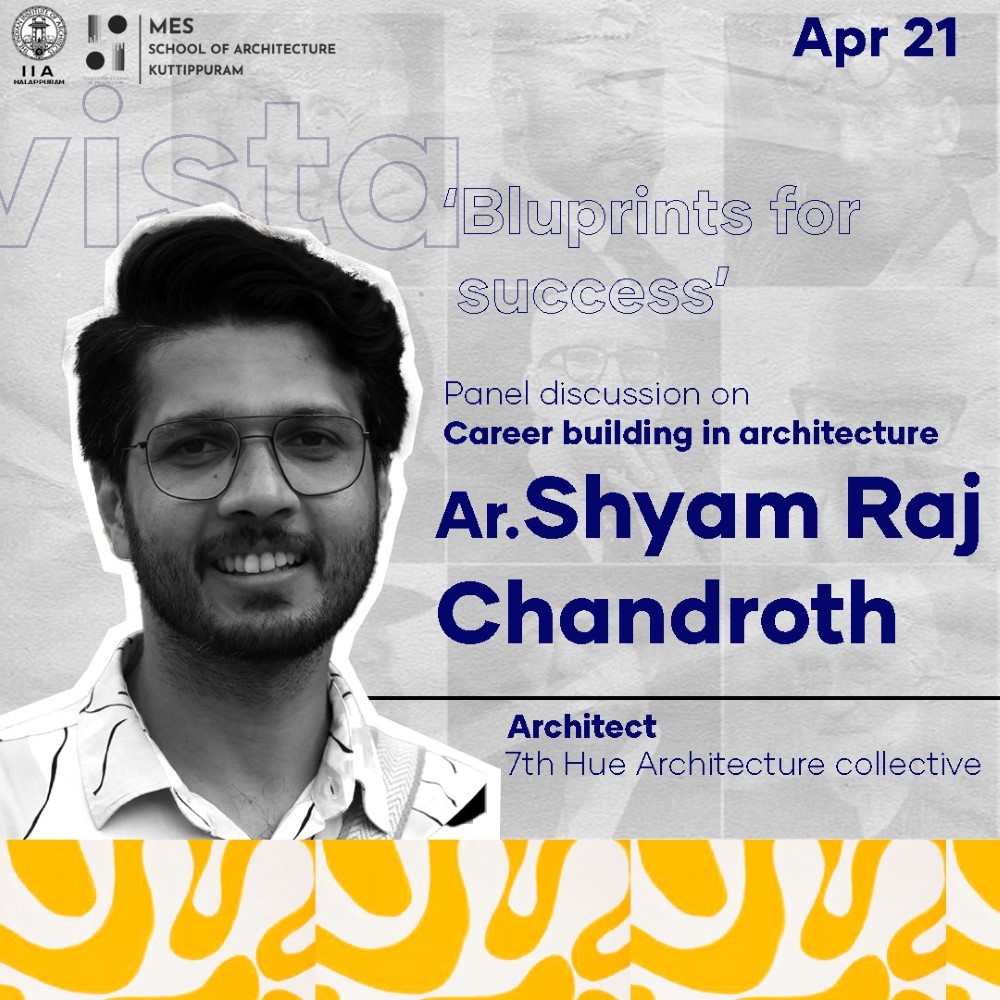 IIA
MALAPPURAM
MES
SCHOOL OF ARCHITECTURE
KUTTIPPURAM
Apr 21
vista
‘Bluprints for
success’
Panel discussion on
Career building in architecture
Ar.Shyam Raj
Chandroth
Architect
7th Hue Architecture collective